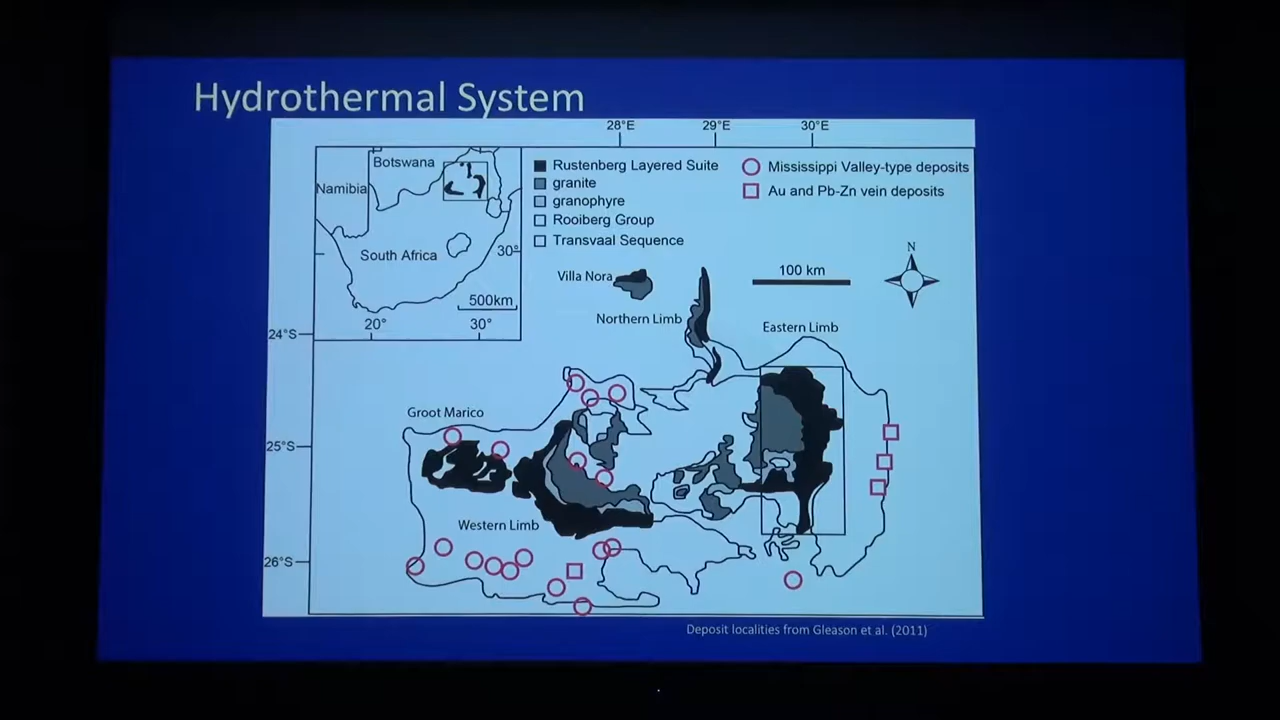 Hydrothermal System
28°E 29°E 30°E
Botswana
Namibia
South Africa
30°
500km
20° 30°
Rustenberg Layered Suite
granite
granophyre
Rooiberg Group
Transvaal Sequence
Mississippi Valley-type deposits
Au and Pb-Zn vein deposits
N
100 km
Villa Nora
Northern Limb
Eastern Limb
24°S
Groot Marico
25°S
Western Limb
26°S
Deposit localities from Gleason et al. (2011)